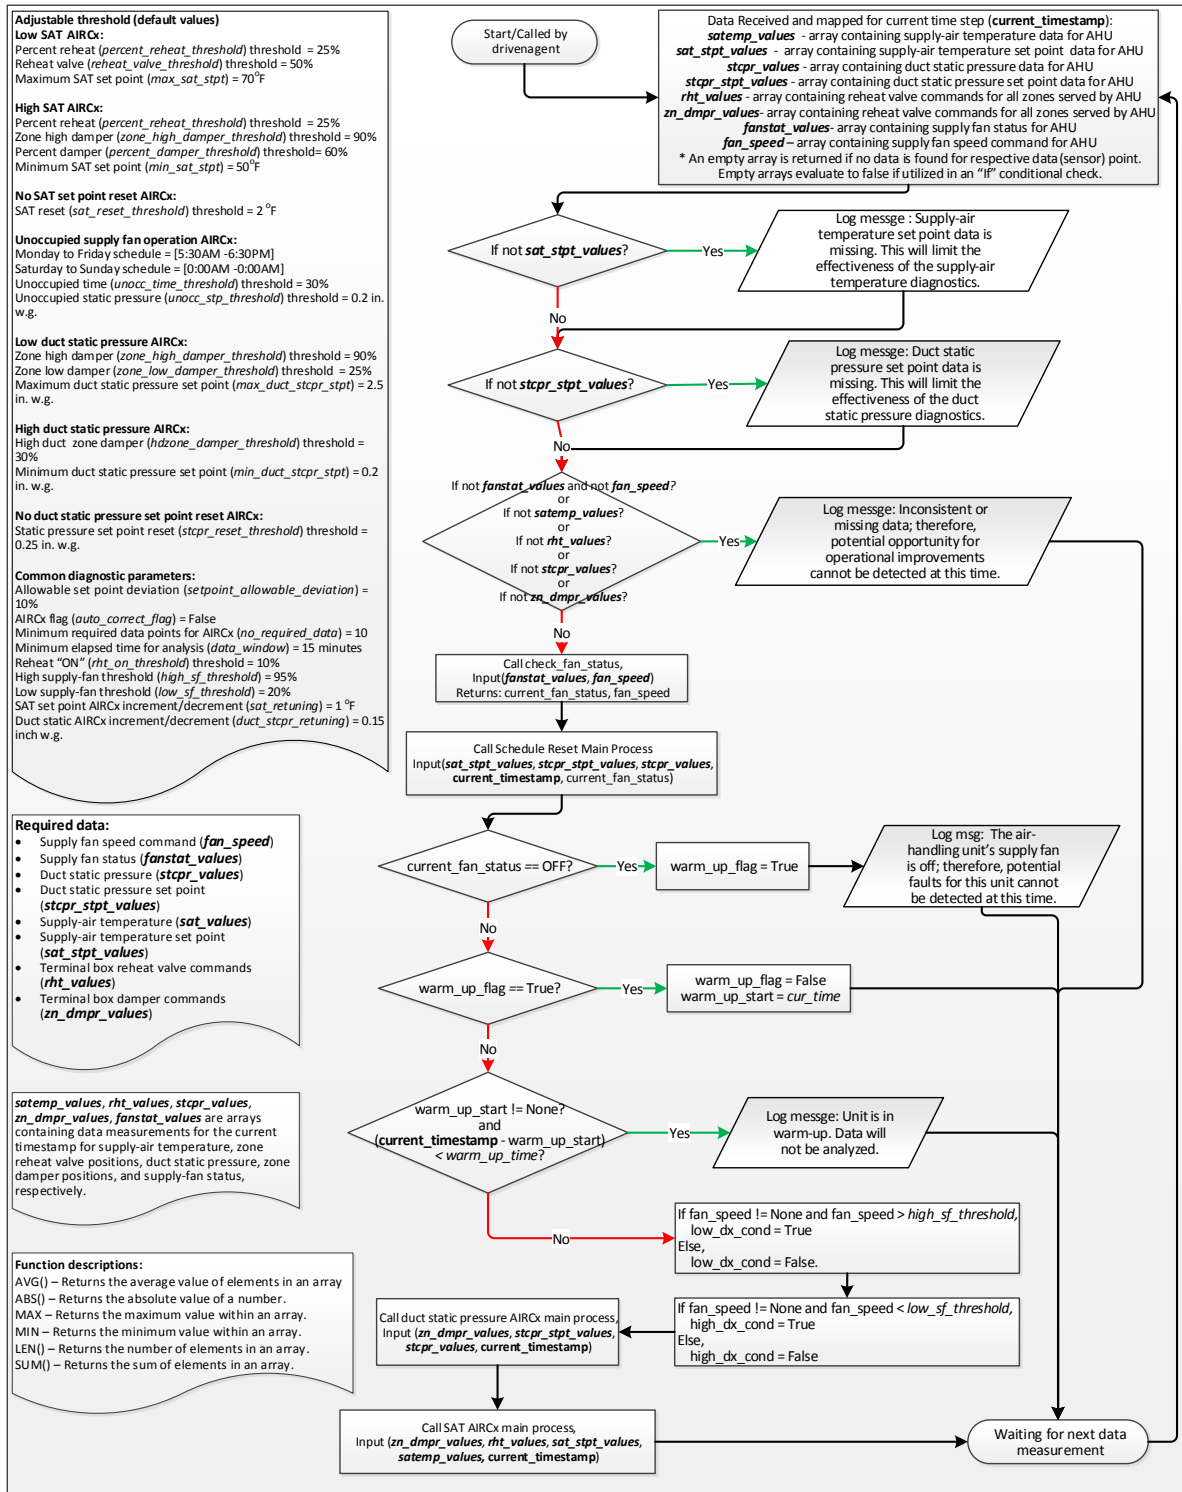 Adjustable threshold (default values)
Low SAT AIRCx:
Percent reheat (percent_reheat_threshold) threshold = 25%
Reheat valve (reheat_valve_threshold) threshold = 50%
Maximum SAT set point (max_sat_stpt) = 70°F
High SAT AIRCx:
Percent reheat (percent_reheat_threshold) threshold = 25%
Zone high damper (zone_high_damper_threshold) threshold = 90%
Percent damper (percent_damper_threshold) threshold= 60%
Minimum SAT set point (min_sat_stpt) = 50°F
No SAT set point reset AIRCx:
SAT reset (sat_reset_threshold) threshold = 2 °F
Unoccupied supply fan operation AIRCx:
Monday to Friday schedule = [5:30AM -6:30PM]
Saturday to Sunday schedule = [0:00AM -0:00AM]
Unoccupied time (unocc_time_threshold) threshold = 30%
Unoccupied static pressure (unocc_stp_threshold) threshold = 0.2 in.
w.g.
Low duct static pressure AIRCx:
Zone high damper (zone_high_damper_threshold) threshold = 90%
Zone low damper (zone_low_damper_threshold) threshold = 25%
Maximum duct static pressure set point (max_duct_stcpr_stpt) = 2.5
in. w.g.
High duct static pressure AIRCx:
High duct zone damper (hdzone_damper_threshold) threshold =
30%
Minimum duct static pressure set point (min_duct_stcpr_stpt) = 0.2
in. w.g.
No duct static pressure set point reset AIRCx:
Static pressure set point reset (stcpr_reset_threshold) threshold =
0.25 in. w.g.
Common diagnostic parameters:
Allowable set point deviation (setpoint_allowable_deviation) =
10%
AIRCx flag (auto_correct_flag) = False
Minimum required data points for AIRCx (no_required_data) = 10
Minimum elapsed time for analysis (data_window) = 15 minutes
Reheat "ON" (rht_on_threshold) threshold = 10%
High supply-fan threshold (high_sf_threshold) = 95%
Low supply-fan threshold (low_sf_threshold) = 20%
SAT set point AIRCx increment/decrement (sat_retuning) = 1 °F
Duct static AIRCx increment/decrement (duct_stcpr_retuning) = 0.15
inch w.g.
Required data:
• Supply fan speed command (fan_speed)
• Supply fan status (fanstat_values)
• Duct static pressure (stcpr_values)
• Duct static pressure set point
(stcpr_stpt_values)
• Supply-air temperature (sat_values)
• Supply-air temperature set point
(sat_stpt_values)
• Terminal box reheat valve commands
(rht_values)
• Terminal box damper commands
(zn_dmpr_values)
satemp_values, rht_values, stcpr_values,
zn_dmpr_values, fanstat_values are arrays
containing data measurements for the current
timestamp for supply-air temperature, zone
reheat valve positions, duct static pressure, zone
damper positions, and supply-fan status,
respectively.
Function descriptions:
AVG() – Returns the average value of elements in an array
ABS() – Returns the absolute value of a number.
MAX – Returns the maximum value within an array.
MIN – Returns the minimum value within an array.
LEN() – Returns the number of elements in an array.
SUM() – Returns the sum of elements in an array.
Start/Called by
drivenagent
Data Received and mapped for current time step (current_timestamp):
satemp_values - array containing supply-air temperature data for AHU
sat_stpt_values - array containing supply-air temperature set point data for AHU
stcpr_values - array containing duct static pressure data for AHU
stcpr_stpt_values - array containing duct static pressure set point data for AHU
rht_values - array containing reheat valve commands for all zones served by AHU
zn_dmpr_values- array containing reheat valve commands for all zones served by AHU
fanstat_values- array containing supply fan status for AHU
fan_speed – array containing supply fan speed command for AHU
* An empty array is returned if no data is found for respective data(sensor) point.
Empty arrays evaluate to false if utilized in an "If" conditional check.
If not sat_stpt_values?
Yes
Log messge : Supply-air
temperature set point data is
missing. This will limit the
effectiveness of the supply-air
temperature diagnostics.
No
If not stcpr_stpt_values?
Yes
Log messge: Duct static
pressure set point data is
missing. This will limit the
effectiveness of the duct
static pressure diagnostics.
No
If not fanstat_values and not fan_speed?
or
If not satemp_values?
or
If not rht_values?
or
If not stcpr_values?
or
If not zn_dmpr_values?
Yes
Log messge: Inconsistent or
missing data; therefore,
potential opportunity for
operational improvements
cannot be detected at this time.
No
Call check_fan_status,
Input(fanstat_values, fan_speed)
Returns: current_fan_status, fan_speed
Call Schedule Reset Main Process
Input(sat_stpt_values, stcpr_stpt_values, stcpr_values,
current_timestamp, current_fan_status)
current_fan_status == OFF?
Yes
warm_up_flag = True
Log msg: The air-
handling unit's supply fan
is off; therefore, potential
faults for this unit cannot
be detected at this time.
No
warm_up_flag == True?
Yes
warm_up_flag = False
warm_up_start = cur_time
No
warm_up_start != None?
and
(current_timestamp - warm_up_start)
< warm_up_time?
Yes
Log messge: Unit is in
warm-up. Data will
not be analyzed.
No
If fan_speed != None and fan_speed > high_sf_threshold,
low_dx_cond = True
Else,
low_dx_cond = False.
If fan_speed != None and fan_speed < low_sf_threshold,
high_dx_cond = True
Else,
high_dx_cond = False
Call duct static pressure AIRCx main process,
Input (zn_dmpr_values, stcpr_stpt_values,
stcpr_values, current_timestamp)
Call SAT AIRCx main process,
Input (zn_dmpr_values, rht_values, sat_stpt_values,
satemp_values, current_timestamp)
Waiting for next data
measurement